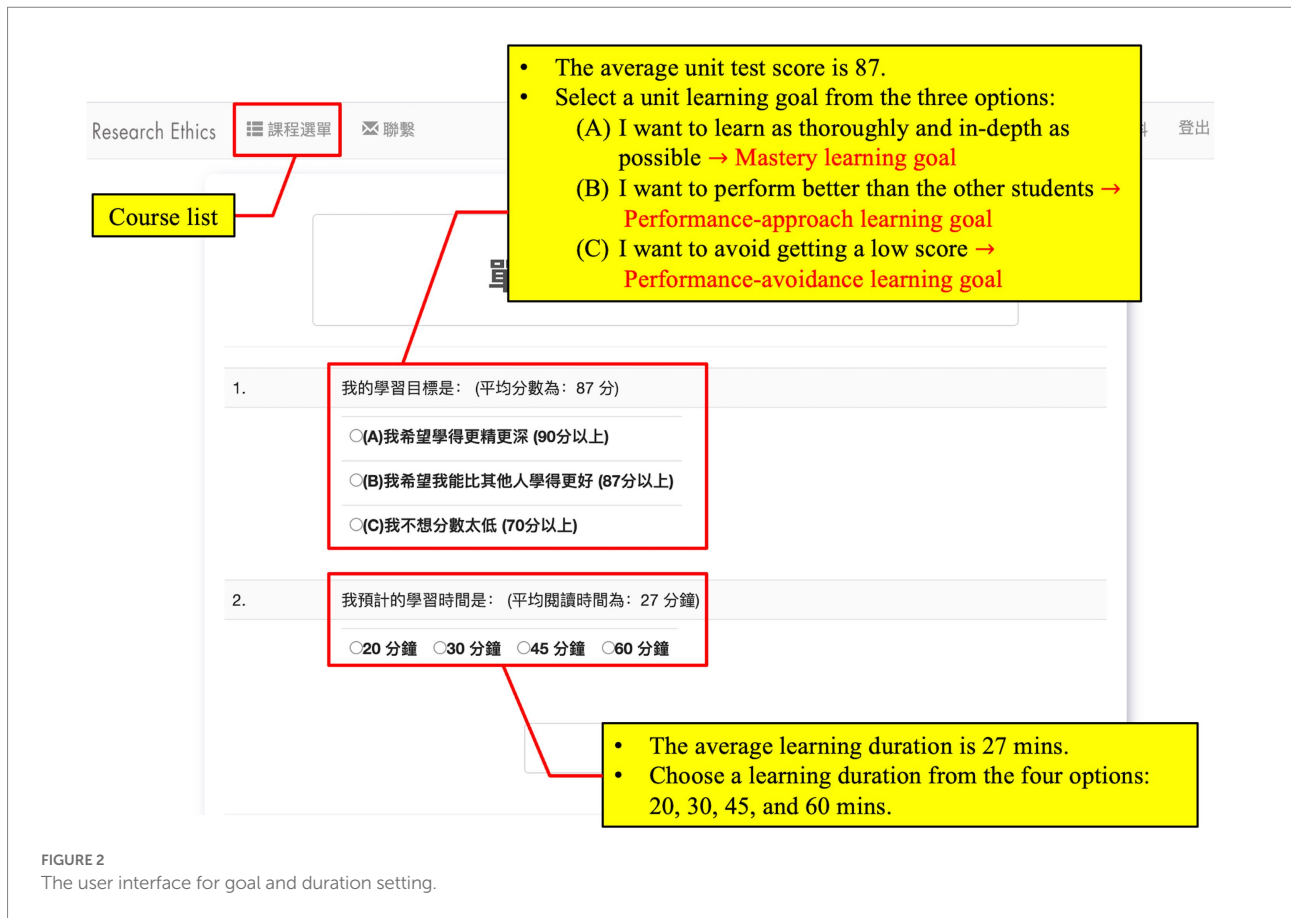 • The average unit test score is 87.
• Select a unit learning goal from the three options:
(A) I want to learn as thoroughly and in-depth as
possible → Mastery learning goal
(B) I want to perform better than the other students →
Performance-approach learning goal
(C) I want to avoid getting a low score →
Performance-avoidance learning goal
Research Ethics 課程選單 聯繫 登出
Course list
1. 我的學習目標是： (平均分數為：87 分)
(A)我希望學得更精更深 (90分以上)
(B)我希望我能比其他人學得更好 (87分以上)
(C)我不想分數太低 (70分以上)
2. 我預計的學習時間是： (平均閱讀時間為：27 分鐘)
20 分鐘 30 分鐘 45 分鐘 60 分鐘
• The average learning duration is 27 mins.
• Choose a learning duration from the four options:
20, 30, 45, and 60 mins.
FIGURE 2
The user interface for goal and duration setting.